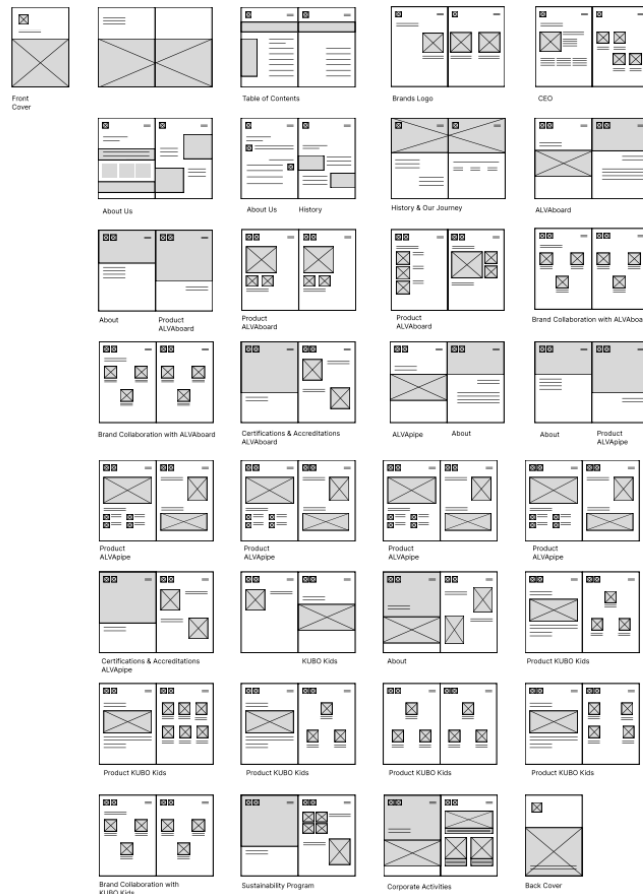 Front
Cover
Table of Contents
Brands Logo
CEO
About Us
About Us
History
History & Our Journey
ALVAboard
About
Product
ALVAboard
Product
ALVAboard
Product
ALVAboard
Brand Collaboration with ALVAboa
Brand Collaboration with ALVAboard
Certifications & Accreditations
ALVAboard
ALVApipe
About
About
Product
ALVApipe
Product
ALVApipe
Product
ALVApipe
Product
ALVApipe
Product
ALVApipe
Certifications & Accreditations
ALVApipe
KUBO Kids
About
Product KUBO Kids
Product KUBO Kids
Product KUBO Kids
Product KUBO Kids
Product KUBO Kids
Brand Collaboration with
KUBO Kids
Sustainability Program
Corporate Activities
Back Cover